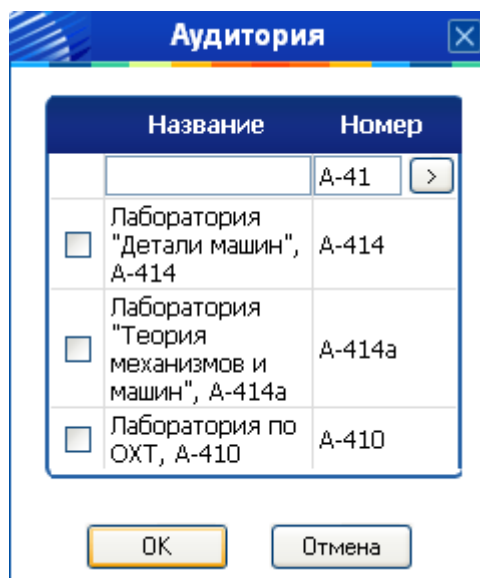 Аудитория
Название Номер
А-41 >
Лаборатория
"Детали машин", А-414
А-414
Лаборатория
"Теория
механизмов и А-414а
машин", А-414а
Лаборатория по А-410
ОХТ, А-410
OK Отмена